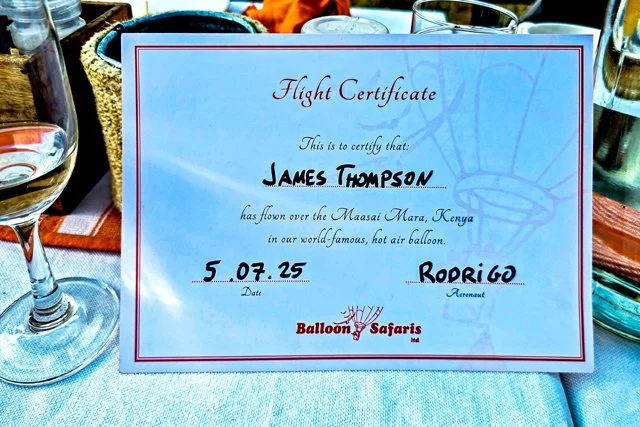 Flight Certificate
This is to certify that:
JAMES THOMPSON
has flown over the Maasai Mara, Kenya
in our world-famous, hot air balloon.
5.07.25 RODRIGO
Date Aeronaut
Balloon Safaris
ltd